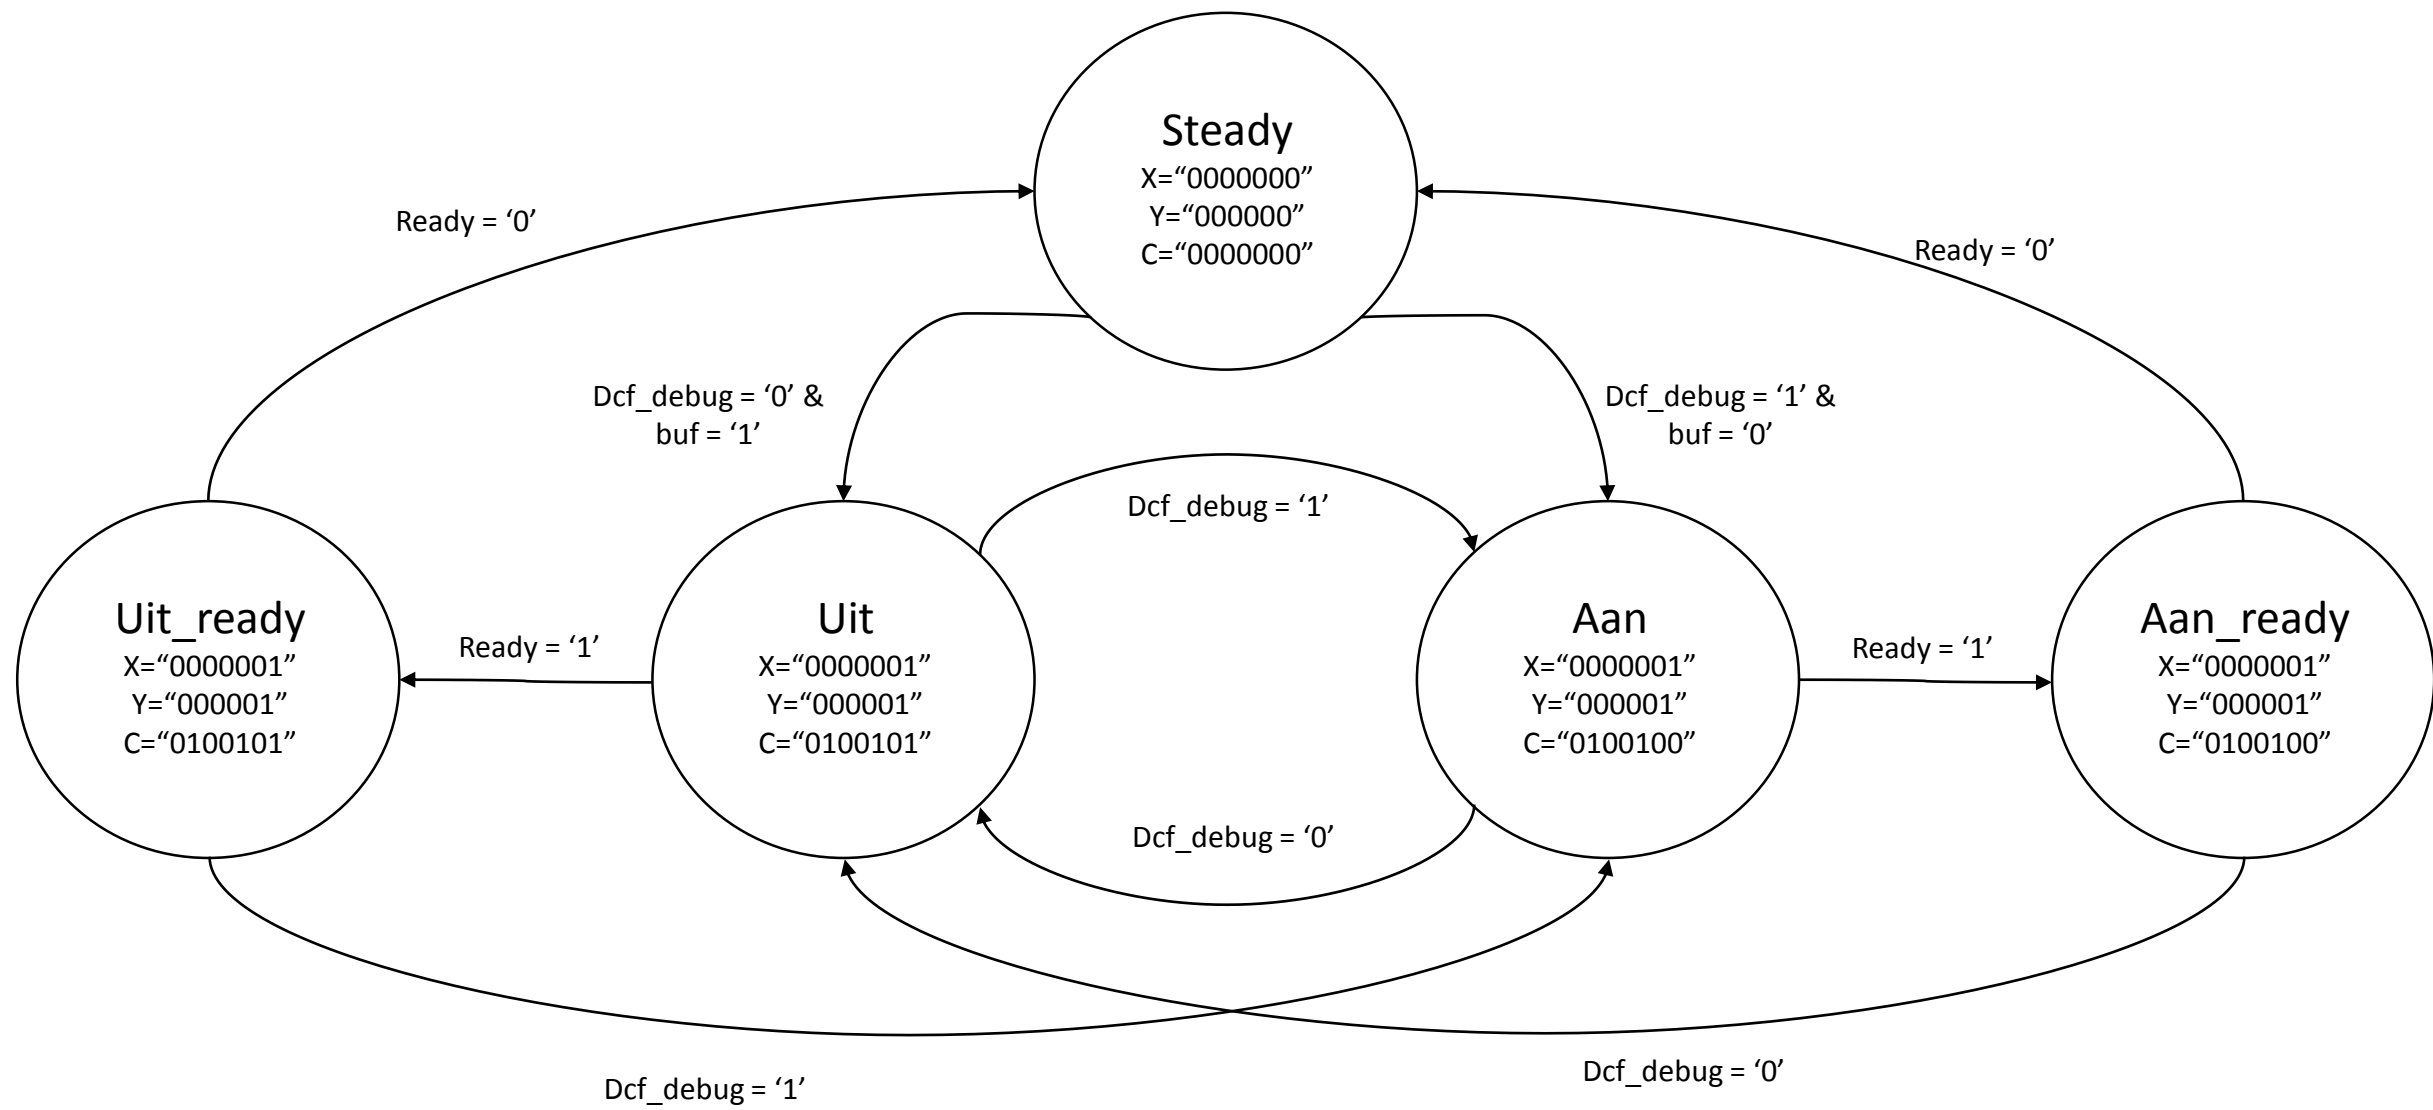 Steady
X=“0000000”
Y=“000000”
C=“0000000”
Ready = ‘0’
Ready = ‘0’
Dcf_debug = ‘0’ &
buf = ‘1’
Dcf_debug = ‘1’ &
buf = ‘0’
Dcf_debug = ‘1’
Uit_ready
X=“0000001”
Y=“000001”
C=“0100101”
Ready = ‘1’
Uit
X=“0000001”
Y=“000001”
C=“0100101”
Aan
X=“0000001”
Y=“000001”
C=“0100100”
Ready = ‘1’
Aan_ready
X=“0000001”
Y=“000001”
C=“0100100”
Dcf_debug = ‘0’
Dcf_debug = ‘1’
Dcf_debug = ‘0’